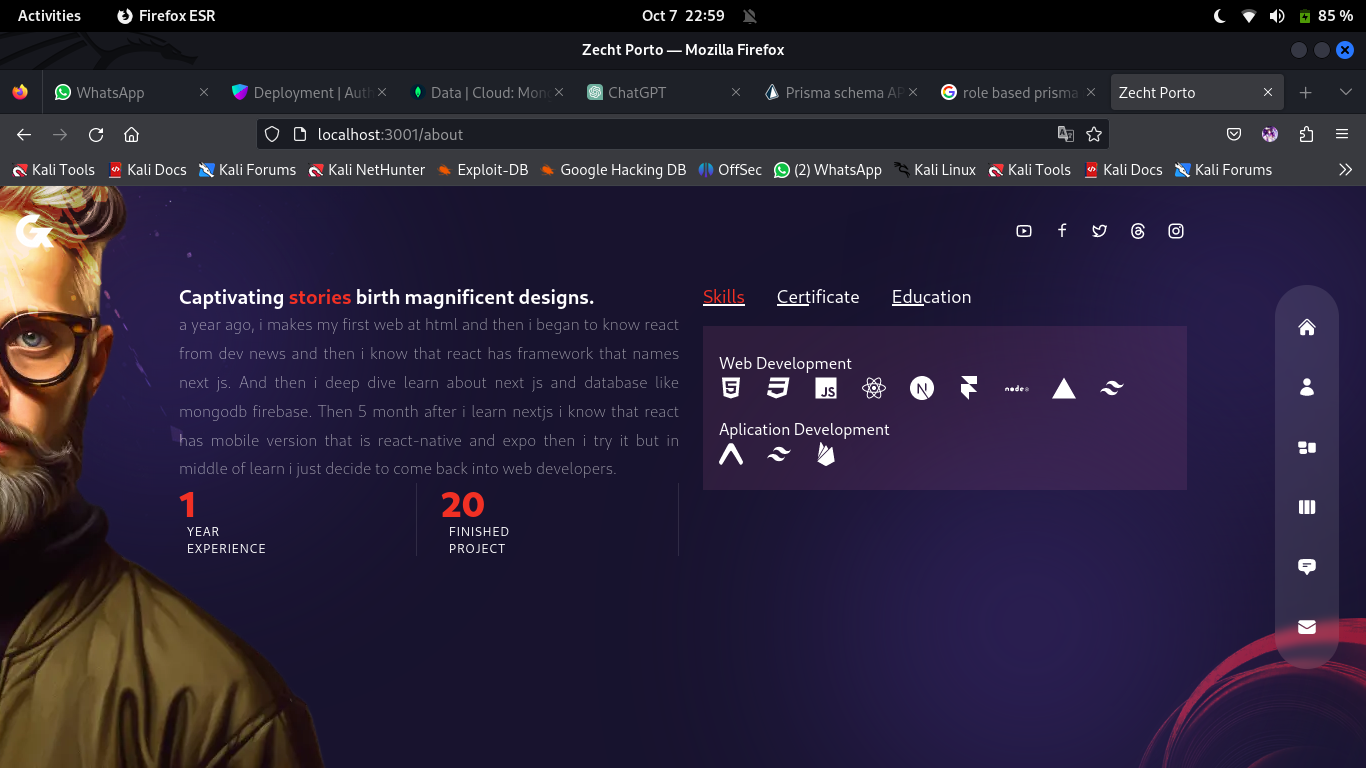 Activities Firefox ESR Oct 7 22:59 85 %
Zecht Porto — Mozilla Firefox
WhatsApp Deployment | Auth Data | Cloud: Mon ChatGPT Prisma schema AP role based prisma Zecht Porto
localhost:3001/about
Kali Tools Kali Docs Kali Forums Kali NetHunter Exploit-DB Google Hacking DB OffSec (2) WhatsApp Kali Linux Kali Tools Kali Docs Kali Forums
Captivating stories birth magnificent designs.
a year ago, i makes my first web at html and then i began to know react
from dev news and then i know that react has framework that names
next js. And then i deep dive learn about next js and database like
mongodb firebase. Then 5 month after i learn nextjs i know that react
has mobile version that is react-native and expo then i try it but in
middle of learn i just decide to come back into web developers.
1
YEAR
EXPERIENCE
20
FINISHED
PROJECT
Skills Certificate Education
Web Development
JS N node
Aplication Development